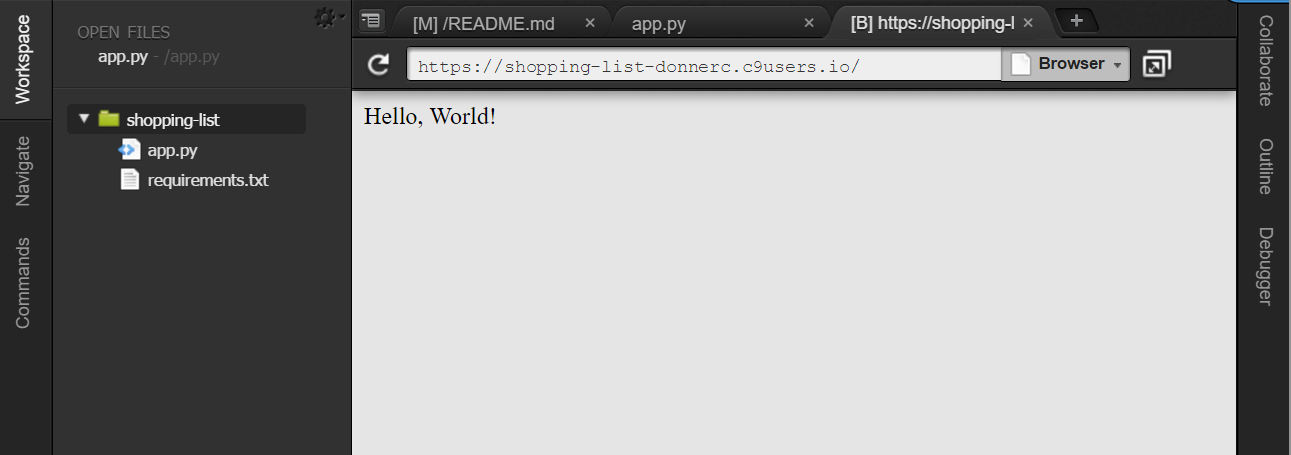 Workspace
Navigate
Commands
OPEN FILES
app.py - /app.py
shopping-list
app.py
requirements.txt
[M] /README.md
app.py
[B] https://shopping-l
https://shopping-list-donnerc.c9users.io/
Browser
Hello, World!
Collaborate
Outline
Debugger